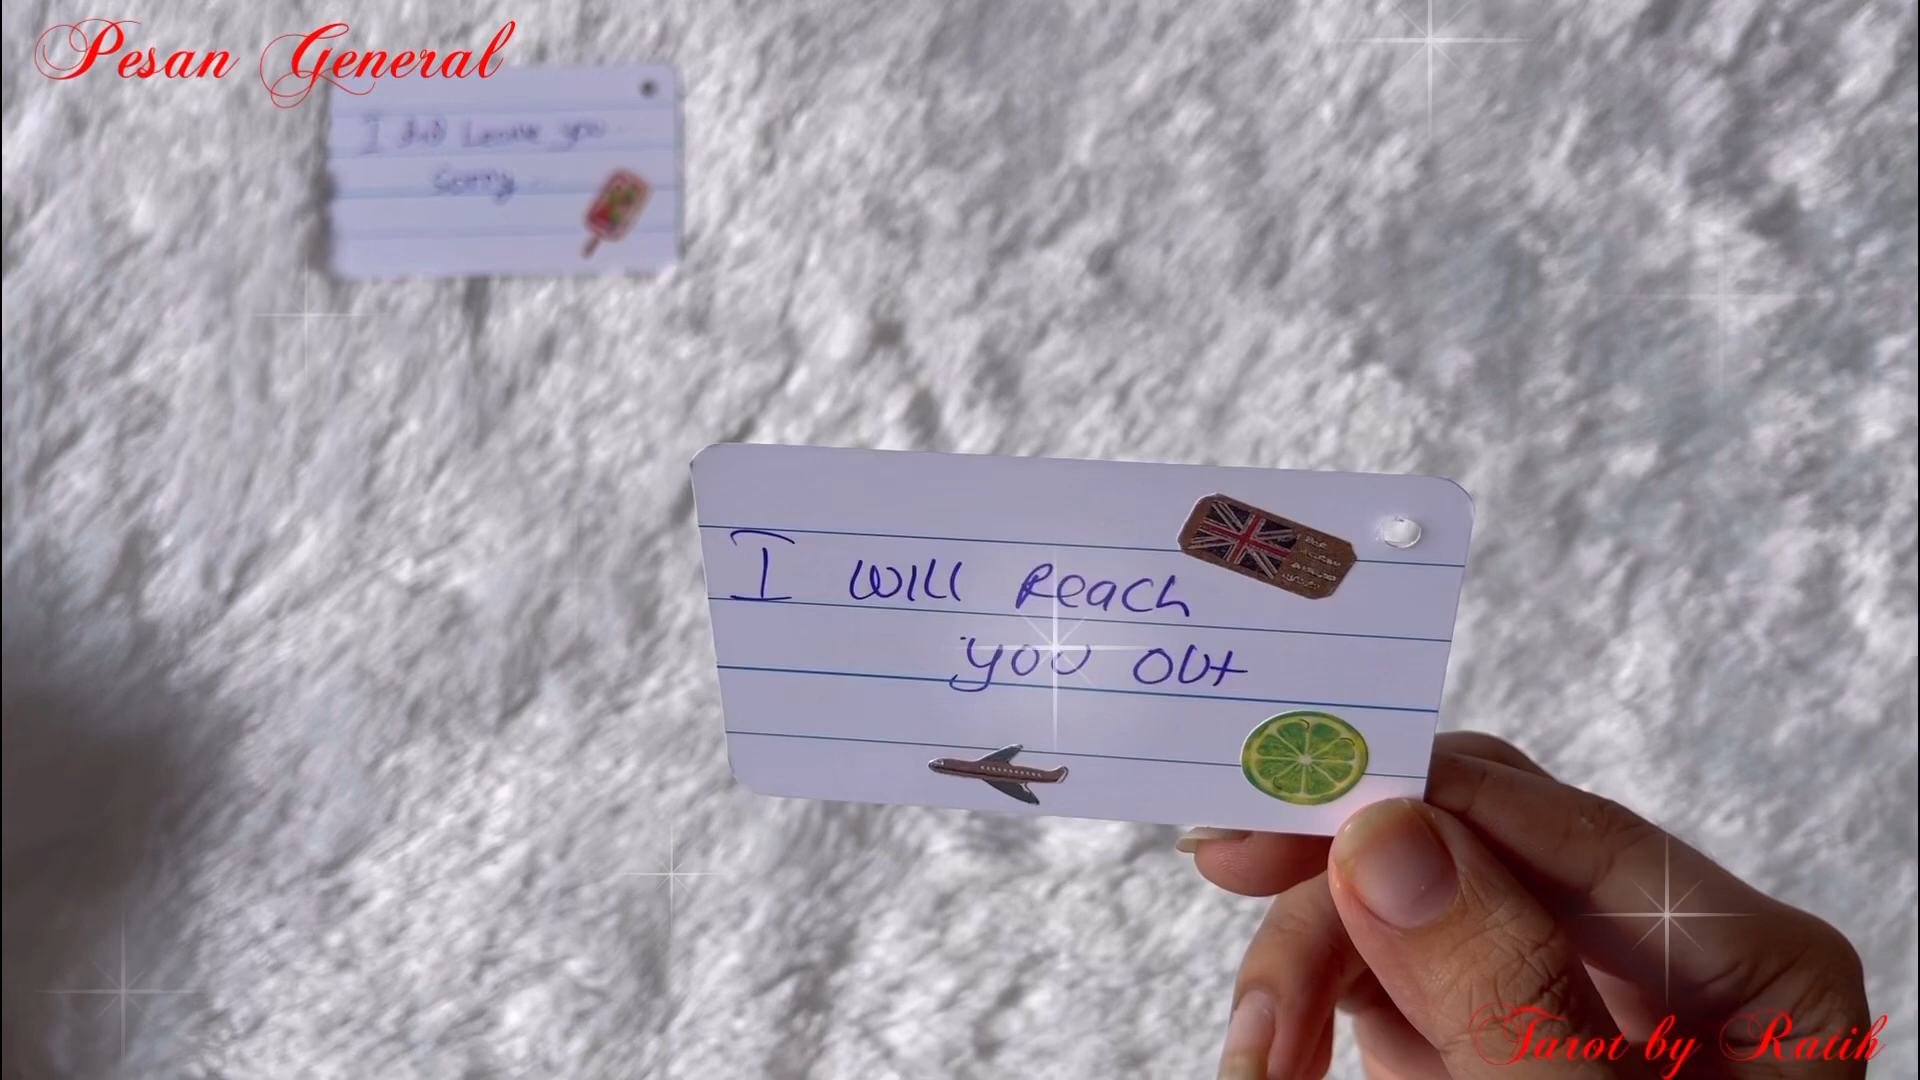 Pesan General
I did Leave you
Sorry
I will Reach
you out
Tarot by Ratih